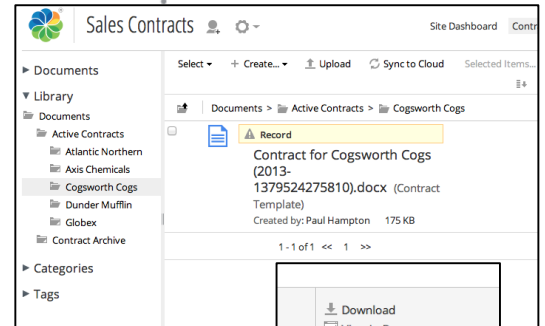 Sales Contracts
Site Dashboard Contr
Documents
Library
Documents
Active Contracts
Atlantic Northern
Axis Chemicals
Cogsworth Cogs
Dunder Mufflin
Globex
Contract Archive
Categories
Tags
Select + Create... Upload Sync to Cloud Selected Items...
Documents > Active Contracts > Cogsworth Cogs
Record
Contract for Cogsworth Cogs
(2013-
1379524275810).docx (Contract
Template)
Created by: Paul Hampton 175 KB
1 - 1 of 1 << 1 >>
Download